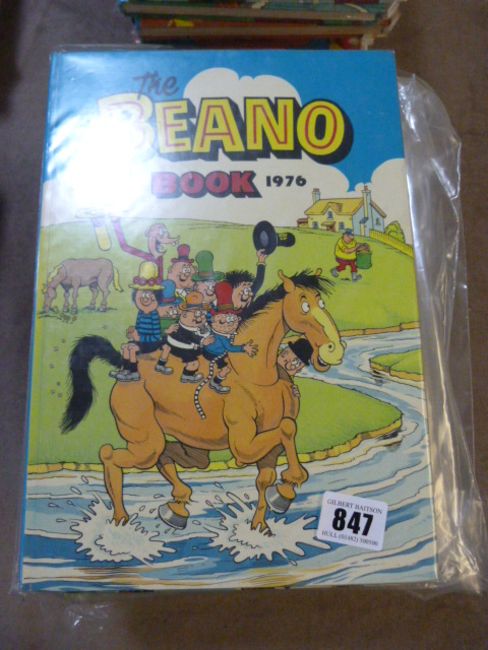 the
BEANO
BOOK 1976
GILBERT BAITSON
847
HULL (01482) 500500